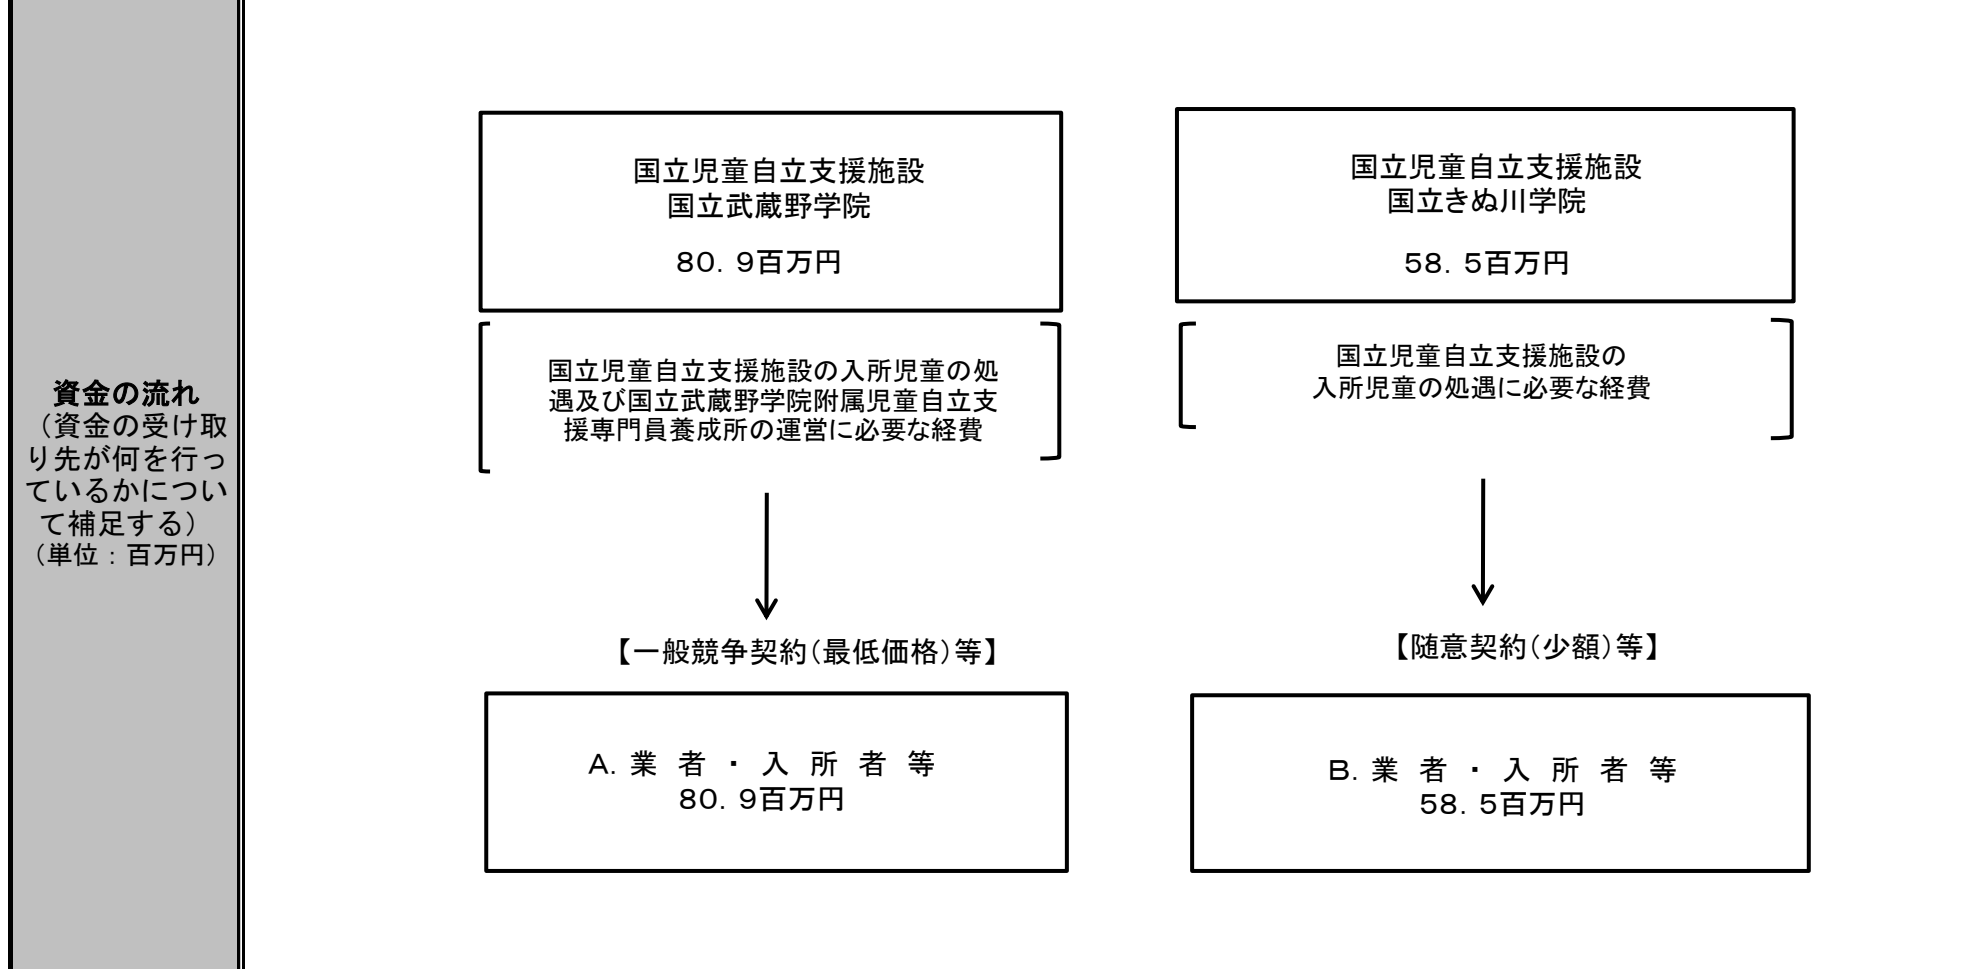 資金の流れ
（資金の受け取
り先が何を行っ
ているかについ
て補足する）
（単位：百万円）
国立児童自立支援施設
国立武蔵野学院
８０．９百万円
国立児童自立支援施設の入所児童の処
遇及び国立武蔵野学院附属児童自立支
援専門員養成所の運営に必要な経費
【一般競争契約（最低価格）等】
Ａ．業　者　・　入　所　者　等
８０．９百万円
国立児童自立支援施設
国立きぬ川学院
５８．５百万円
国立児童自立支援施設の
入所児童の処遇に必要な経費
【随意契約（少額）等】
Ｂ．業　者　・　入　所　者　等
５８．５百万円